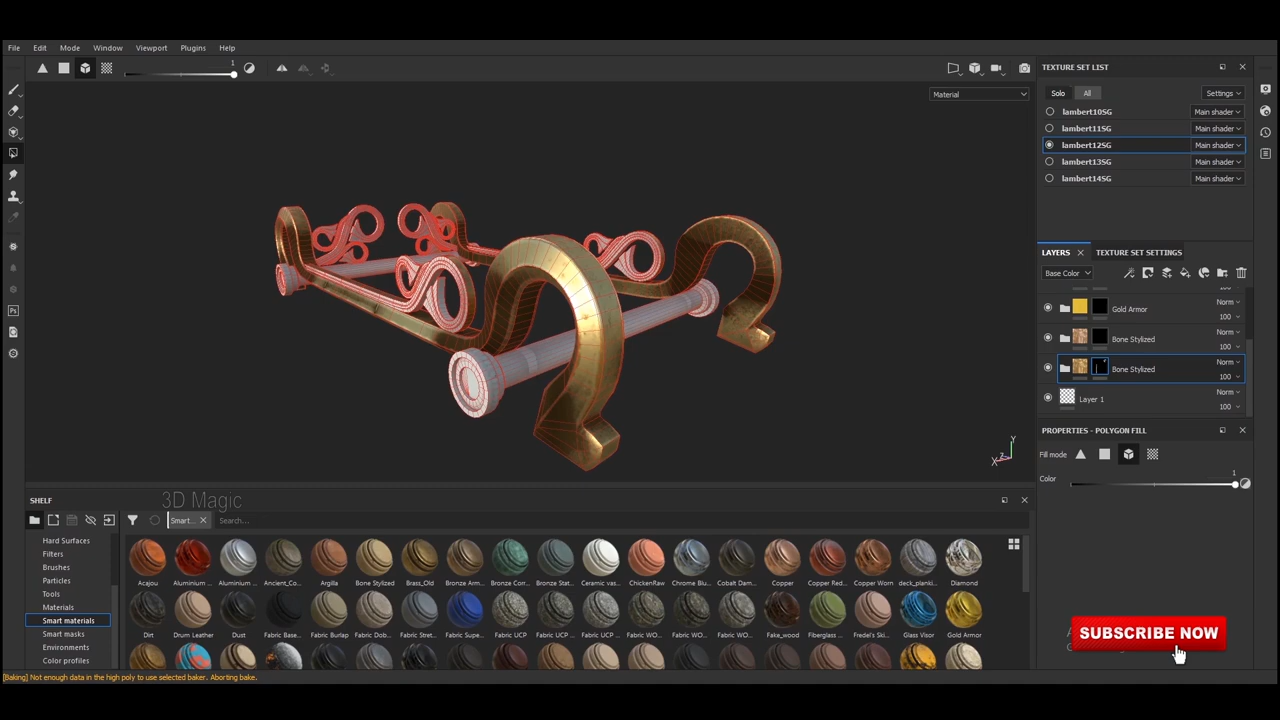 File Edit Mode Window Viewport Plugins Help
1
Material
TEXTURE SET LIST
Solo All Settings
lambert10SG Main shader
lambert11SG Main shader
lambert12SG Main shader
lambert13SG Main shader
lambert14SG Main shader
LAYERS TEXTURE SET SETTINGS
Base Color
Gold Armor Norm
100
Bone Stylized Norm
100
Bone Stylized Norm
100
Layer 1 Norm
100
PROPERTIES - POLYGON FILL
Fill mode
Color 1
Y
X Z
SHELF
3D Magic
Smart... Search...
Hard Surfaces
Filters
Brushes
Particles
Tools
Materials
Smart materials
Smart masks
Environments
Color profiles
Acajou Aluminium ... Aluminium ... Ancient_Co... Argilla Bone Stylized Brass_Old Bronze Arm... Bronze Corr... Bronze Stat... Ceramic vas... ChickenRaw Chrome Blu... Cobalt Dam... Copper Copper Red... Copper Worn deck_planki... Diamond
Dirt Drum Leather Dust Fabric Base... Fabric Burlap Fabric Dob... Fabric Stret... Fabric Supe... Fabric UCP Fabric UCP ... Fabric WO... Fabric WO... Fabric WO... Fabric WO... Fake_wood Fiberglass ... Fredel's Ski... Glass Visor Gold Armor
SUBSCRIBE NOW
[Baking] Not enough data in the high poly to use selected baker. Aborting bake.